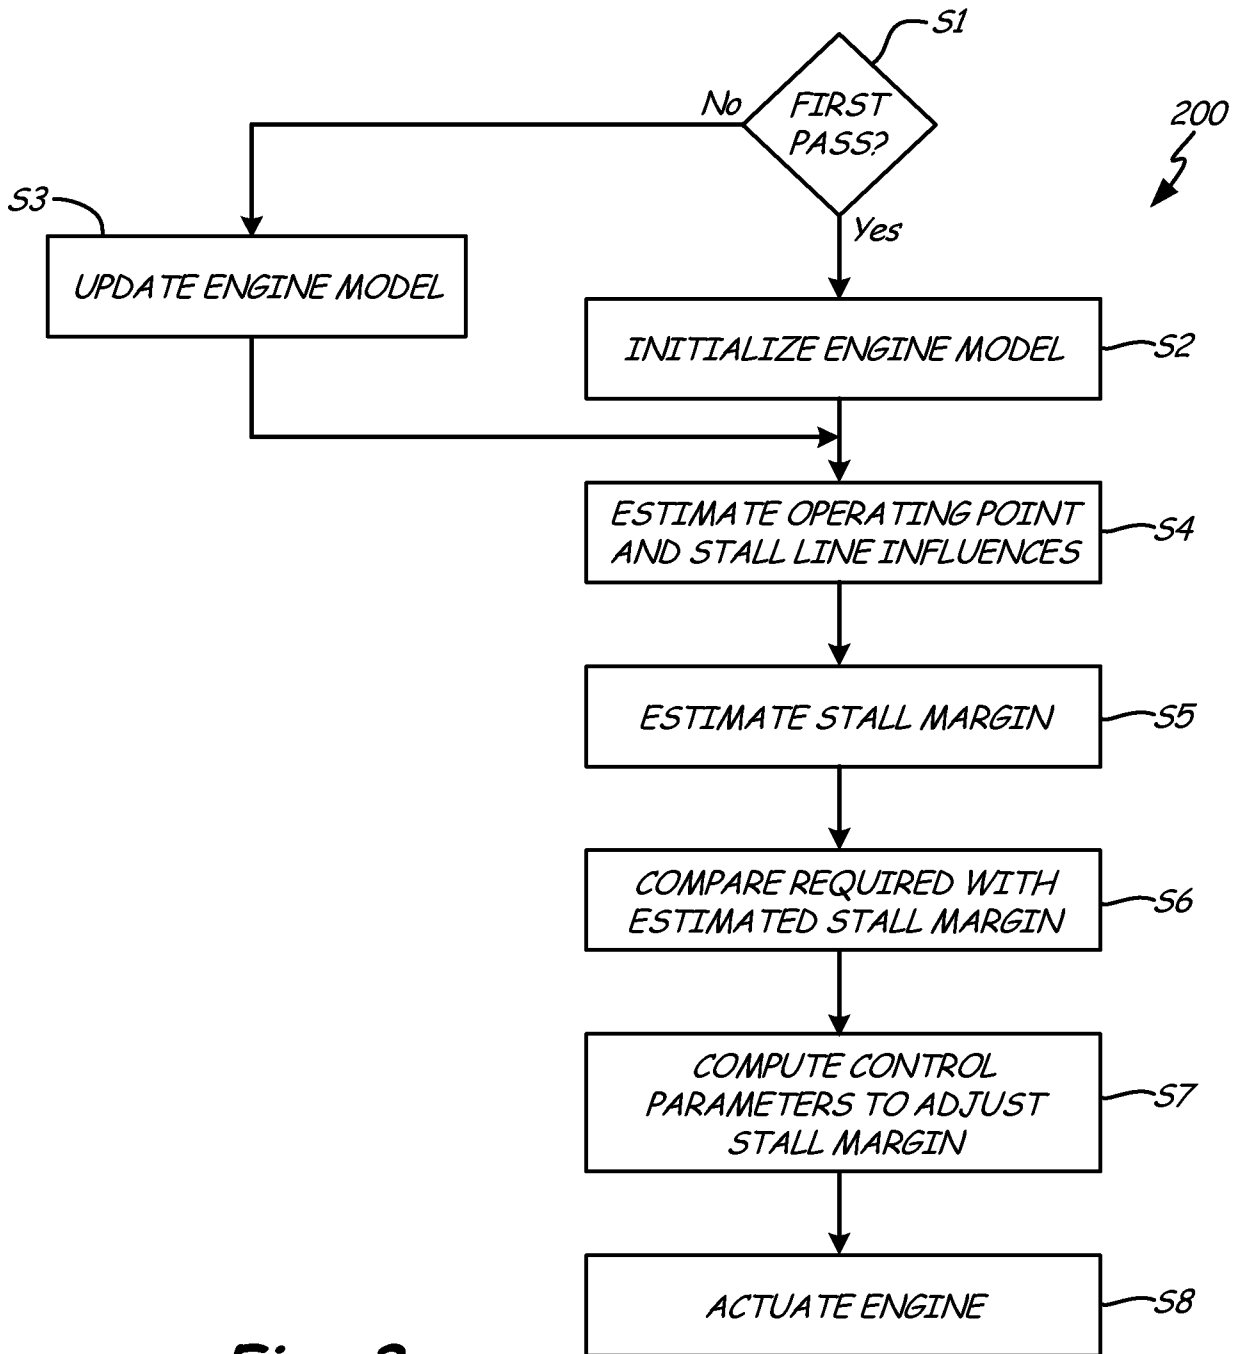 S1
No
FIRST
PASS?
200
S3
Yes
UPDATE ENGINE MODEL
INITIALIZE ENGINE MODEL
S2
ESTIMATE OPERATING POINT
AND STALL LINE INFLUENCES
S4
ESTIMATE STALL MARGIN
S5
COMPARE REQUIRED WITH
ESTIMATED STALL MARGIN
S6
COMPUTE CONTROL
PARAMETERS TO ADJUST
STALL MARGIN
S7
ACTUATE ENGINE
S8